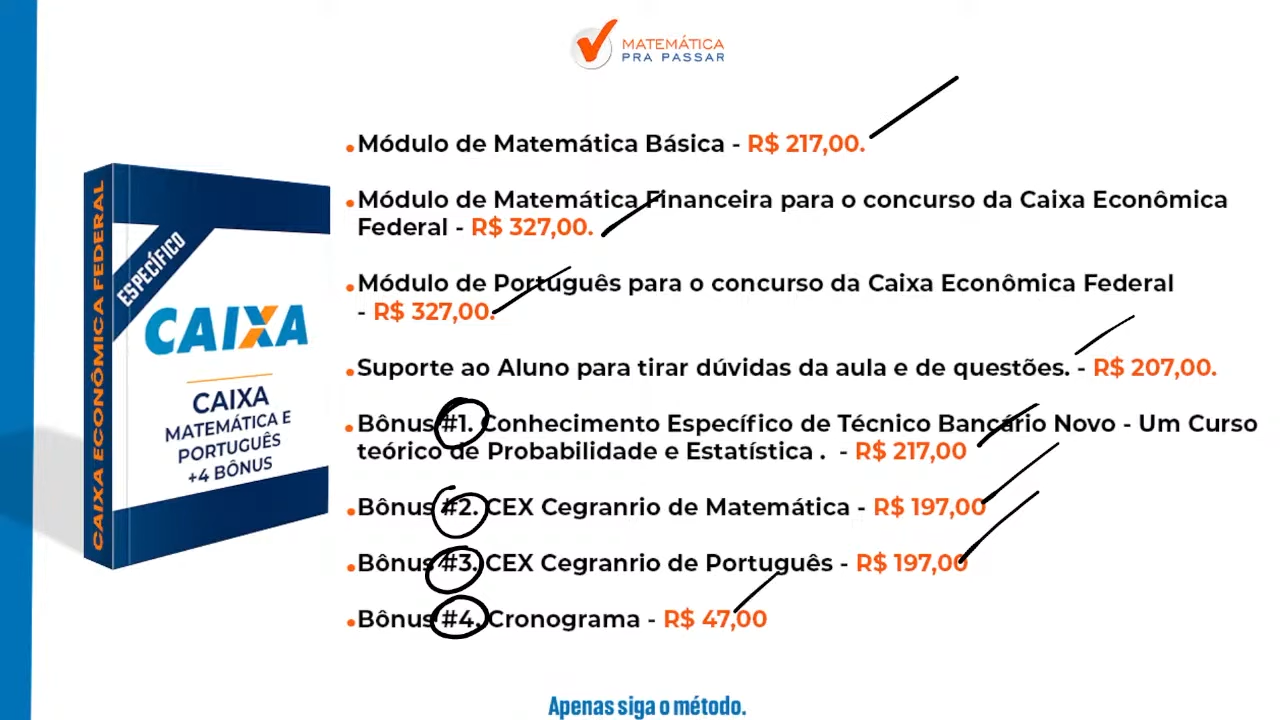 MATEMÁTICA
PRA PASSAR
• Módulo de Matemática Básica - R$ 217,00.
• Módulo de Matemática Financeira para o concurso da Caixa Econômica
Federal - R$ 327,00.
• Módulo de Português para o concurso da Caixa Econômica Federal
- R$ 327,00.
• Suporte ao Aluno para tirar dúvidas da aula e de questões. - R$ 207,00.
• Bônus #1. Conhecimento Específico de Técnico Bancário Novo - Um Curso
teórico de Probabilidade e Estatística . - R$ 217,00
• Bônus #2. CEX Cegranrio de Matemática - R$ 197,00
• Bônus #3. CEX Cegranrio de Português - R$ 197,00
• Bônus #4. Cronograma - R$ 47,00
CAIXA ECONÔMICA FEDERAL
ESPECÍFICO
CAIXA
CAIXA
MATEMÁTICA E
PORTUGUÊS
+4 BÔNUS
Apenas siga o método.